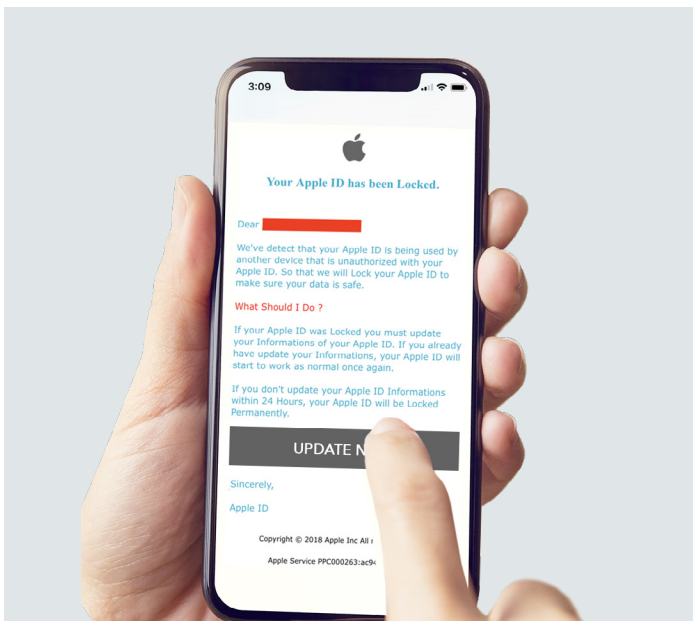 3:09
Your Apple ID has been Locked.
Dear
We've detect that your Apple ID is being used by
another device that is unauthorized with your
Apple ID. So that we will Lock your Apple ID to
make sure your data is safe.
What Should I Do ?
If your Apple ID was Locked you must update
your Informations of your Apple ID. If you already
have update your Informations, your Apple ID will
start to work as normal once again.
If you don't update your Apple ID Informations
within 24 Hours, your Apple ID will be Locked
Permanently.
UPDATE
Sincerely,
Apple ID
Copyright © 2018 Apple Inc All
Apple Service